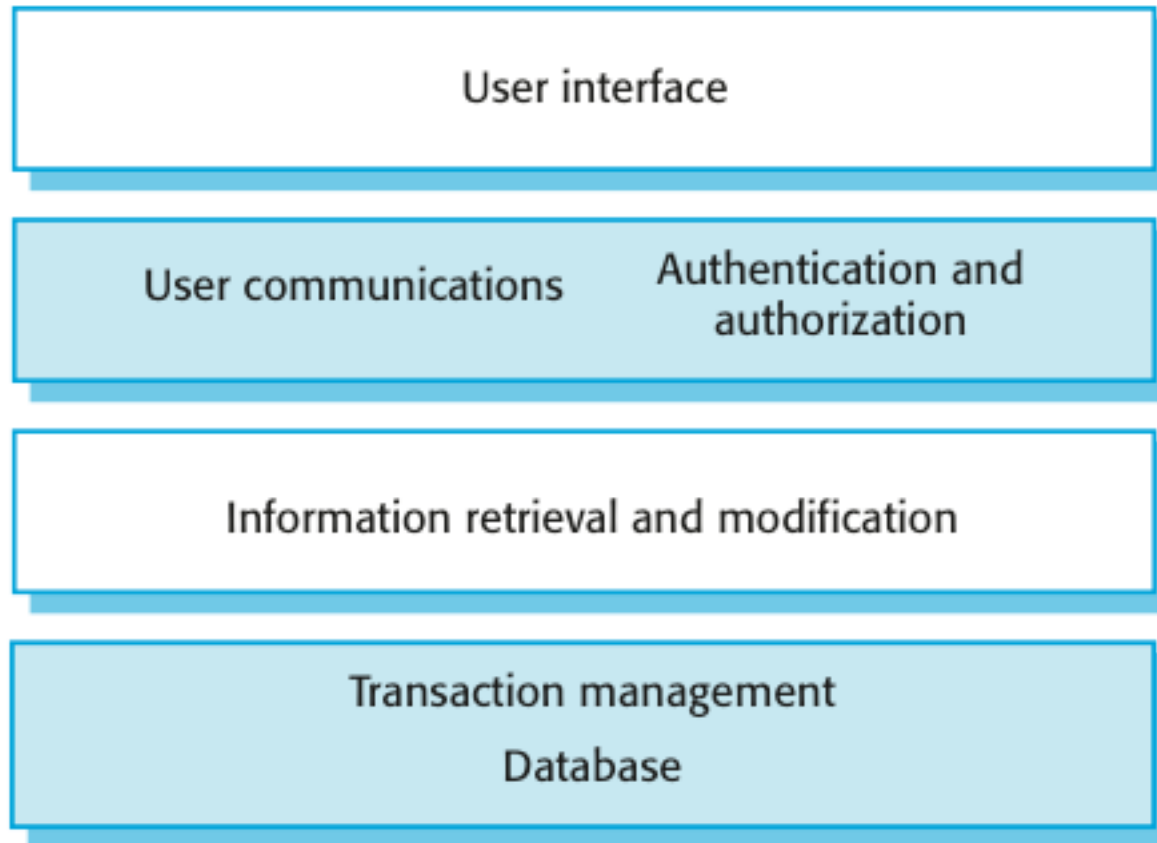 User interface
User communications
Authentication and
authorization
Information retrieval and modification
Transaction management
Database